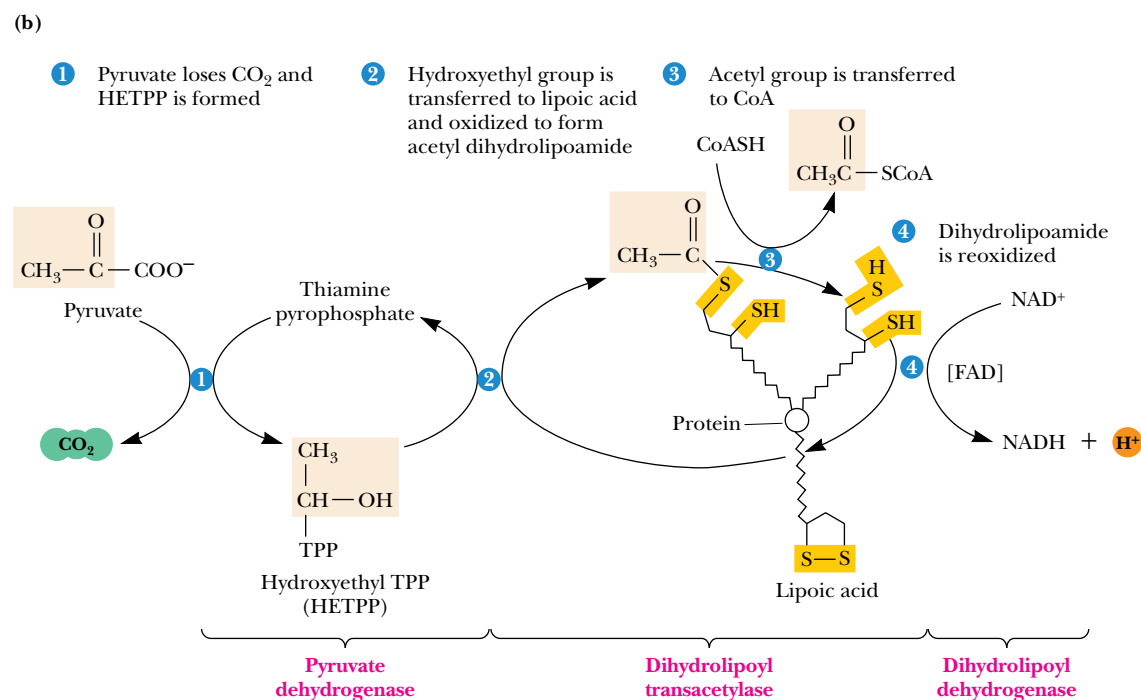 (b)
1 Pyruvate loses CO₂ and
HETPP is formed
2 Hydroxyethyl group is
transferred to lipoic acid
and oxidized to form
acetyl dihydrolipoamide
3 Acetyl group is transferred
to CoA
CoASH
O
CH₃C—SCoA
4 Dihydrolipoamide
is reoxidized
O
CH₃—C—COO⁻
Pyruvate
Thiamine
pyrophosphate
O
CH₃—C
S
SH
3
H
S
SH
NAD⁺
[FAD]
4
NADH + H⁺
1
2
CO₂
CH₃
CH—OH
TPP
Hydroxyethyl TPP
(HETPP)
Protein
S—S
Lipoic acid
Pyruvate
dehydrogenase
Dihydrolipoyl
transacetylase
Dihydrolipoyl
dehydrogenase